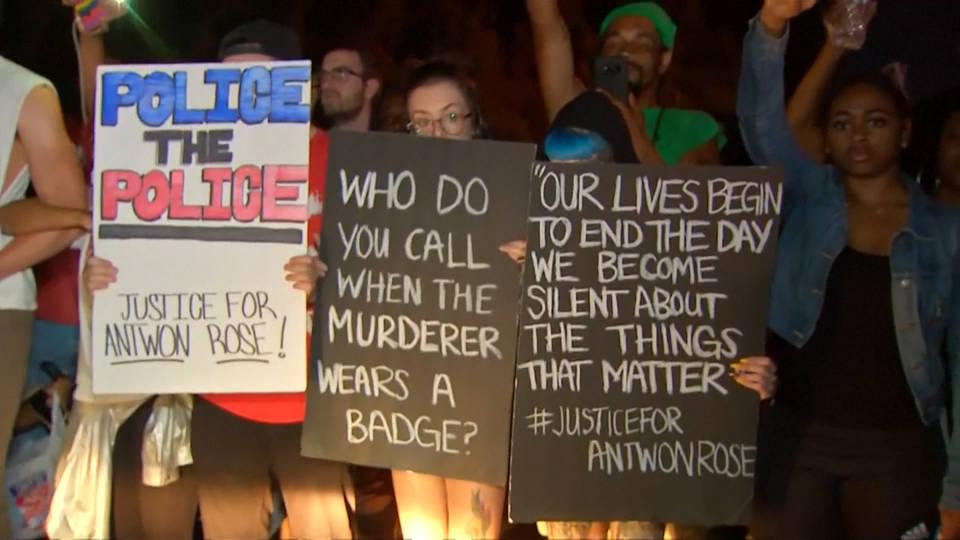 POLICE
THE
POLICE
JUSTICE FOR
ANTWON ROSE!
WHO DO
YOU CALL
WHEN THE
MURDERER
WEARS A
BADGE?
"OUR LIVES BEGIN
TO END THE DAY
WE BECOME
SILENT ABOUT
THE THINGS
THAT MATTER
#JUSTICEFOR
ANTWONROSE